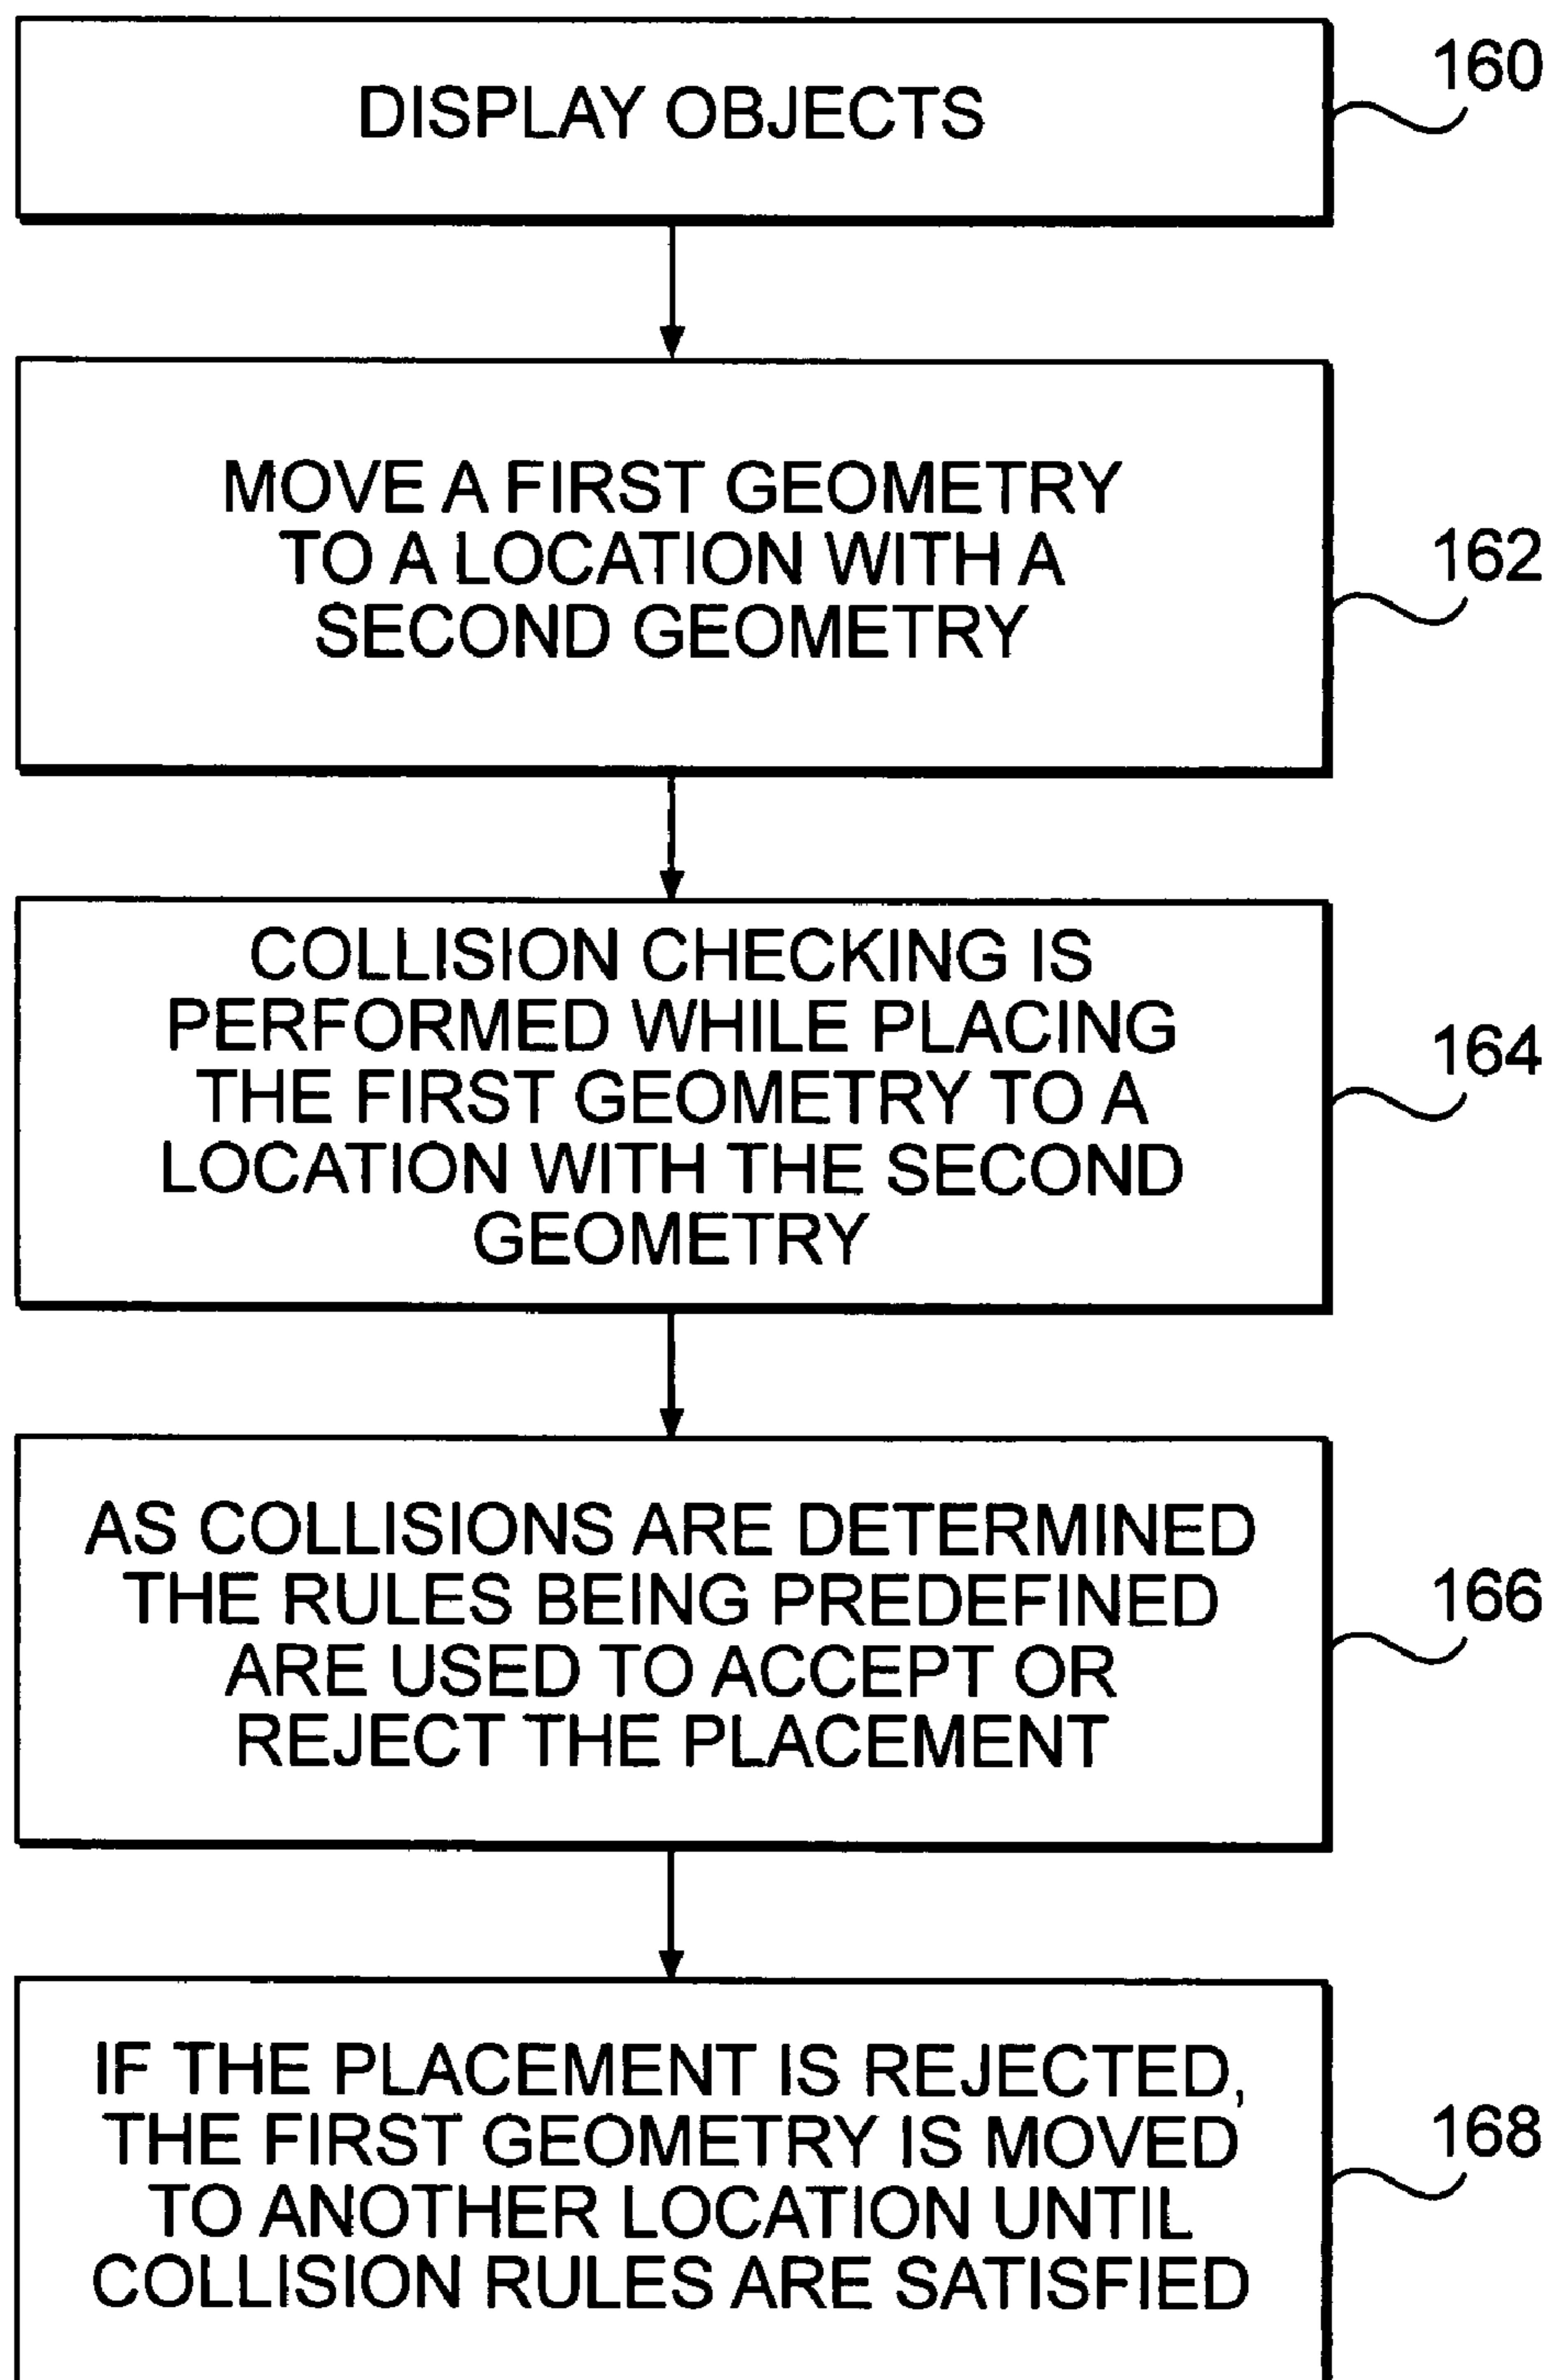 DISPLAY OBJECTS
160
MOVE A FIRST GEOMETRY
TO A LOCATION WITH A
SECOND GEOMETRY
162
COLLISION CHECKING IS
PERFORMED WHILE PLACING
THE FIRST GEOMETRY TO A
LOCATION WITH THE SECOND
GEOMETRY
164
AS COLLISIONS ARE DETERMINED
THE RULES BEING PREDEFINED
ARE USED TO ACCEPT OR
REJECT THE PLACEMENT
166
IF THE PLACEMENT IS REJECTED,
THE FIRST GEOMETRY IS MOVED
TO ANOTHER LOCATION UNTIL
COLLISION RULES ARE SATISFIED
168